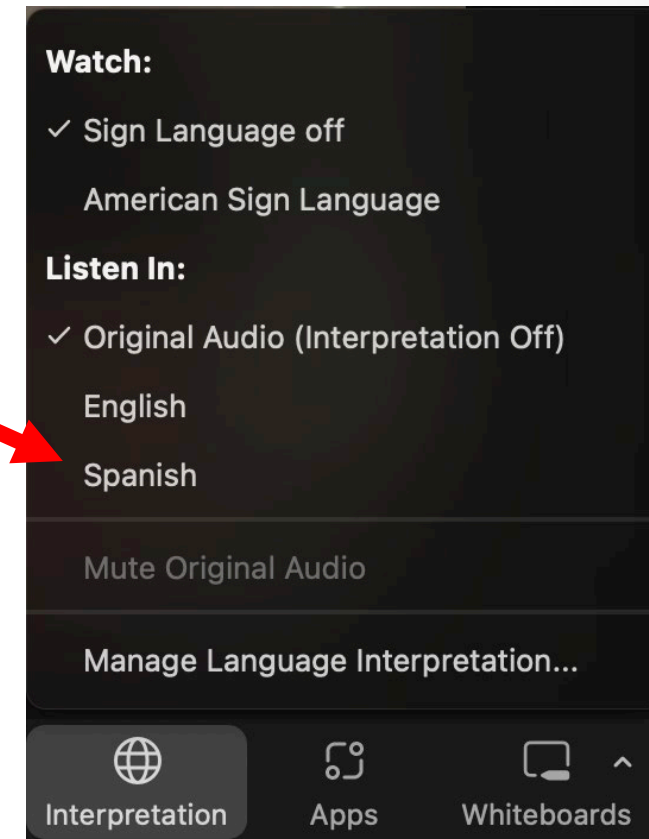 Watch:
✓ Sign Language off
American Sign Language
Listen In:
✓ Original Audio (Interpretation Off)
English
Spanish
Mute Original Audio
Manage Language Interpretation...
Interpretation Apps Whiteboards